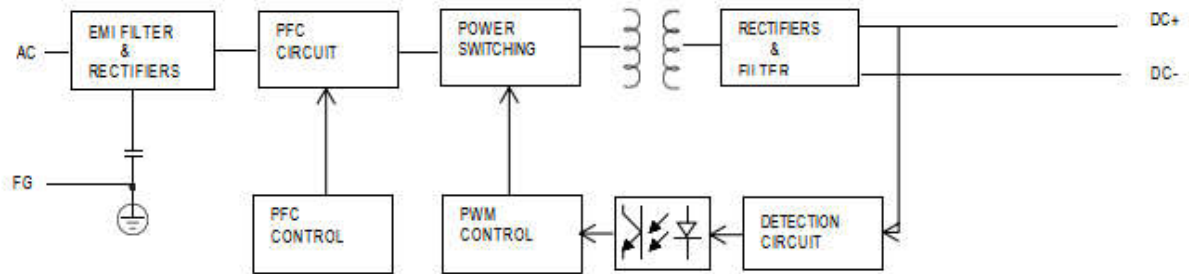 AC
EMI FILTER
&
RECTIFIERS
PFC
CIRCUIT
POWER
SWITCHING
RECTIFIERS
&
FILTER
DC+
DC-
FG
PFC
CONTROL
PWM
CONTROL
DETECTION
CIRCUIT